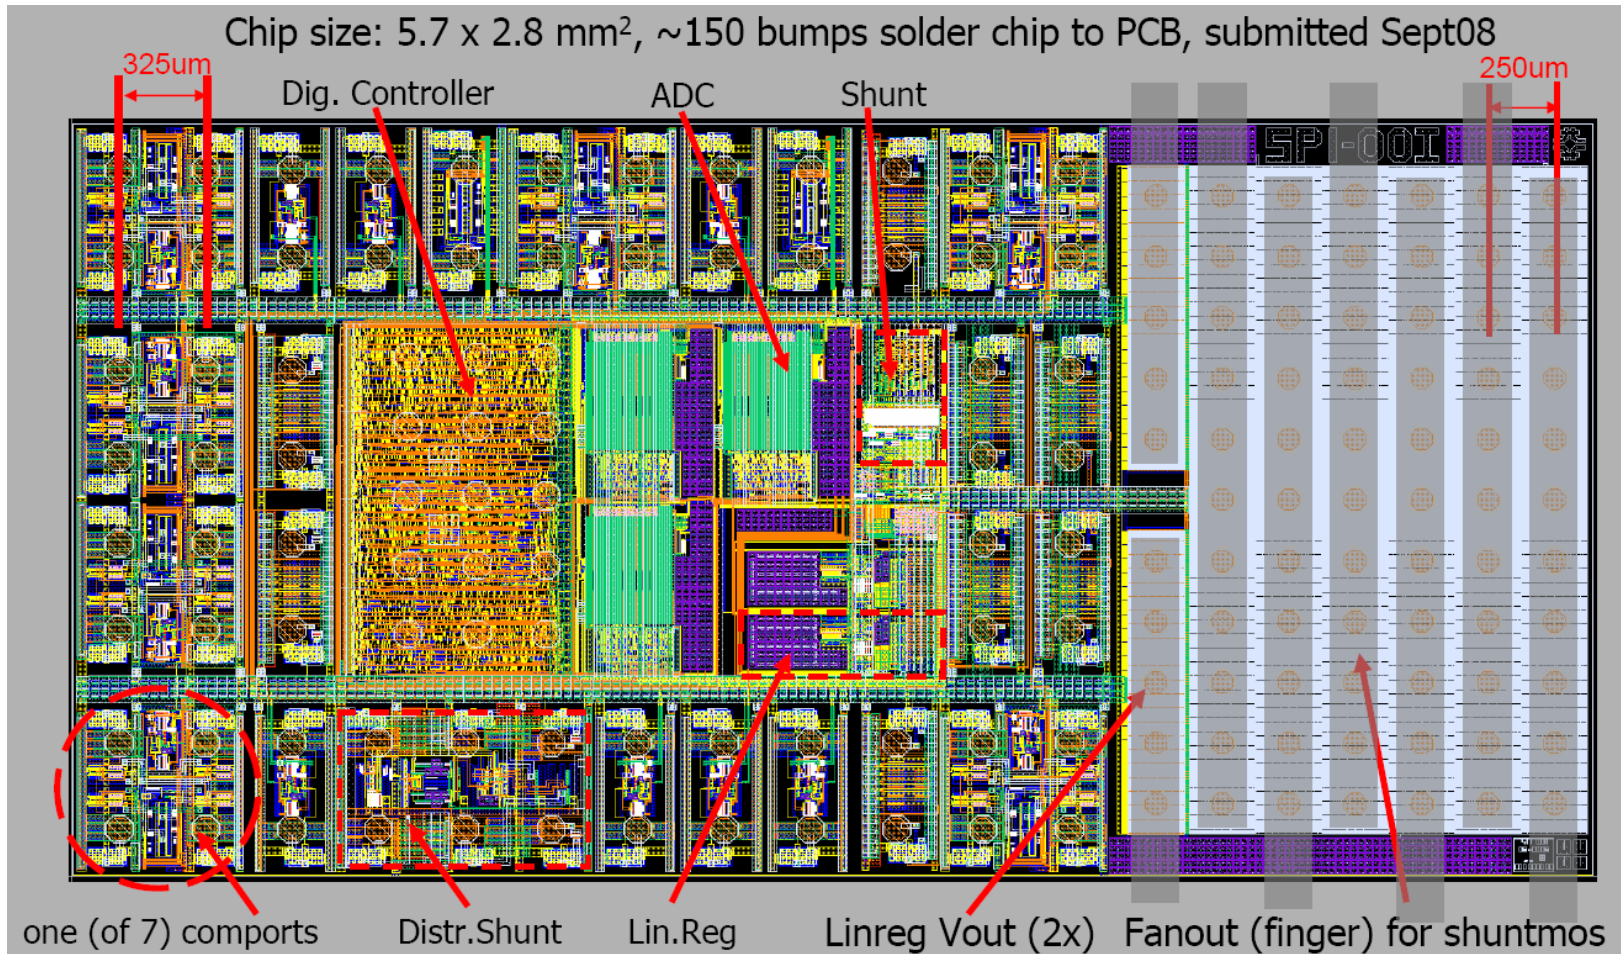 Chip size: 5.7 x 2.8 mm², ~150 bumps solder chip to PCB, submitted Sept08
325um
250um
Dig. Controller
ADC
Shunt
SPI-00I
one (of 7) comports
Distr.Shunt
Lin.Reg
Linreg Vout (2x)
Fanout (finger) for shuntmos